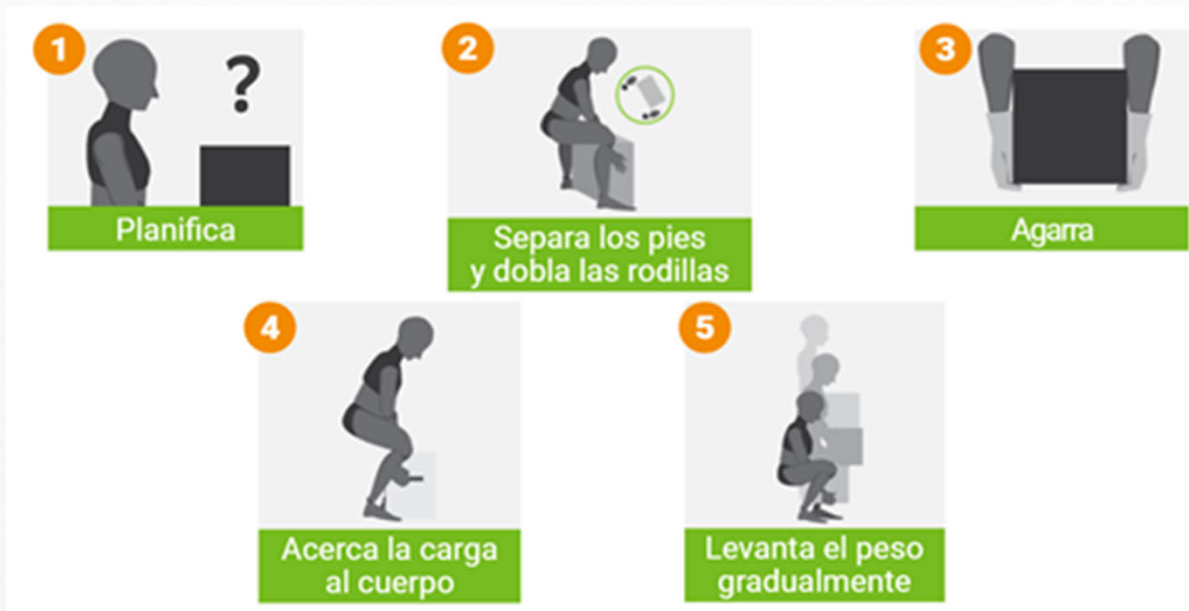 1
?
Planifica
2
Separa los pies
y dobla las rodillas
3
Agarra
4
Acerca la carga
al cuerpo
5
Levanta el peso
gradualmente